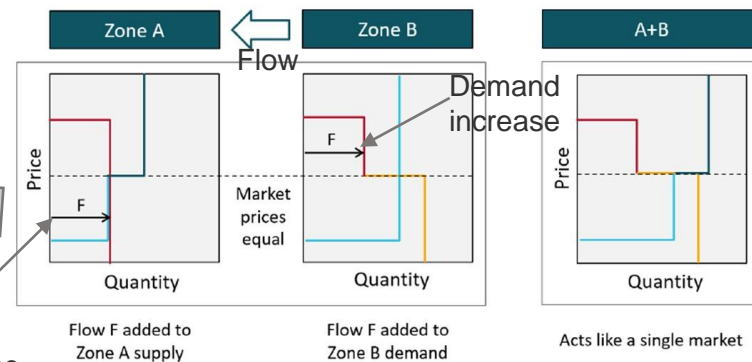 Zone A
Zone B
A+B
Flow
Demand
increase
Price
F
F
Market
prices
equal
Price
Quantity
Quantity
Quantity
Flow F added to
Zone A supply
Flow F added to
Zone B demand
Acts like a single market